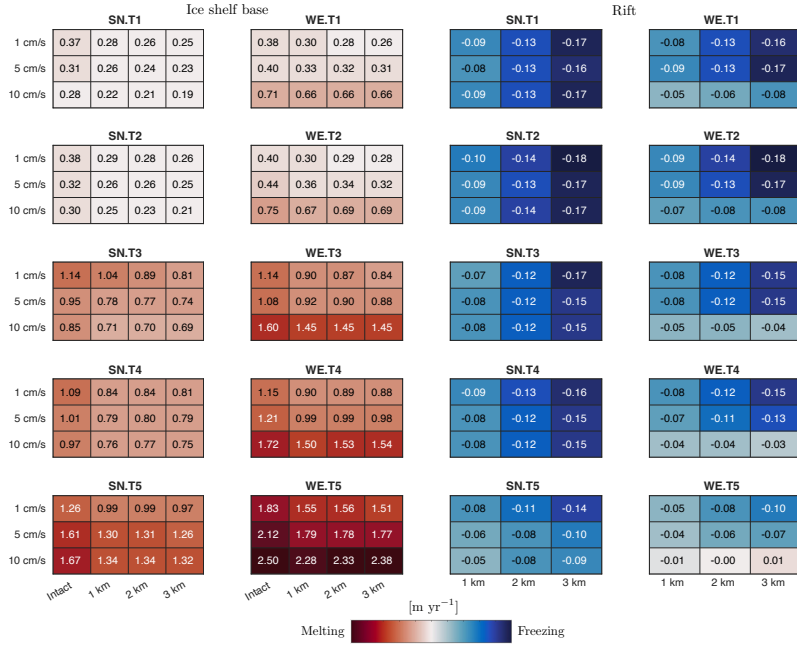 Ice shelf base Rift
SN.T1 WE.T1 SN.T1 WE.T1
1 cm/s 0.37 0.28 0.26 0.25 0.38 0.30 0.28 0.26 -0.09 -0.13 -0.17 -0.08 -0.13 -0.16
5 cm/s 0.31 0.26 0.24 0.23 0.40 0.33 0.32 0.31 -0.08 -0.13 -0.16 -0.09 -0.13 -0.17
10 cm/s 0.28 0.22 0.21 0.19 0.71 0.66 0.66 0.66 -0.09 -0.13 -0.17 -0.05 -0.06 -0.08
SN.T2 WE.T2 SN.T2 WE.T2
1 cm/s 0.38 0.29 0.28 0.26 0.40 0.30 0.29 0.28 -0.10 -0.14 -0.18 -0.09 -0.14 -0.18
5 cm/s 0.32 0.26 0.26 0.25 0.44 0.36 0.34 0.32 -0.09 -0.13 -0.17 -0.09 -0.13 -0.17
10 cm/s 0.30 0.25 0.23 0.21 0.75 0.67 0.69 0.69 -0.09 -0.14 -0.17 -0.07 -0.08 -0.08
SN.T3 WE.T3 SN.T3 WE.T3
1 cm/s 1.14 1.04 0.89 0.81 1.14 0.90 0.87 0.84 -0.07 -0.12 -0.17 -0.08 -0.12 -0.15
5 cm/s 0.95 0.78 0.77 0.74 1.08 0.92 0.90 0.88 -0.08 -0.12 -0.15 -0.08 -0.12 -0.15
10 cm/s 0.85 0.71 0.70 0.69 1.60 1.45 1.45 1.45 -0.08 -0.12 -0.15 -0.05 -0.05 -0.04
SN.T4 WE.T4 SN.T4 WE.T4
1 cm/s 1.09 0.84 0.84 0.81 1.15 0.90 0.89 0.88 -0.09 -0.13 -0.16 -0.08 -0.12 -0.15
5 cm/s 1.01 0.79 0.80 0.79 1.21 0.99 0.99 0.98 -0.08 -0.12 -0.15 -0.07 -0.11 -0.13
10 cm/s 0.97 0.76 0.77 0.75 1.72 1.50 1.53 1.54 -0.08 -0.12 -0.15 -0.04 -0.04 -0.03
SN.T5 WE.T5 SN.T5 WE.T5
1 cm/s 1.26 0.99 0.99 0.97 1.83 1.55 1.56 1.51 -0.08 -0.11 -0.14 -0.05 -0.08 -0.10
5 cm/s 1.61 1.30 1.31 1.26 2.12 1.79 1.78 1.77 -0.06 -0.08 -0.10 -0.04 -0.06 -0.07
10 cm/s 1.67 1.34 1.34 1.32 2.50 2.28 2.33 2.38 -0.05 -0.08 -0.09 -0.01 -0.00 0.01
Intact 1 km 2 km 3 km Intact 1 km 2 km 3 km 1 km 2 km 3 km 1 km 2 km 3 km
[m yr⁻¹]
Melting Freezing